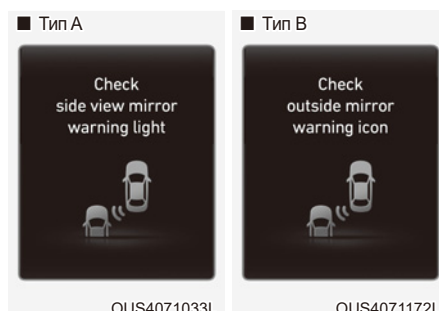 ■ Тип A
Check
side view mirror
warning light
OUS4071033L
■ Тип B
Check
outside mirror
warning icon
OUS4071172L